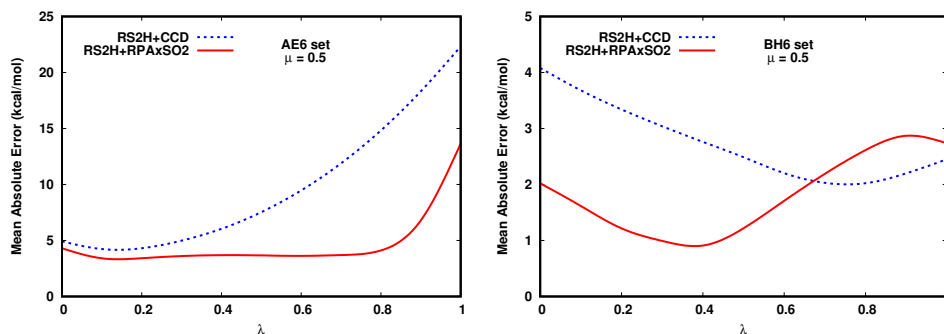 25
20
15
10
5
0
Mean Absolute Error (kcal/mol)
RS2H+CCD
RS2H+RPAxSO2
AE6 set
μ = 0.5
0 0.2 0.4 0.6 0.8 1
λ
5
4
3
2
1
0
Mean Absolute Error (kcal/mol)
RS2H+CCD
RS2H+RPAxSO2
BH6 set
μ = 0.5
0 0.2 0.4 0.6 0.8
λ